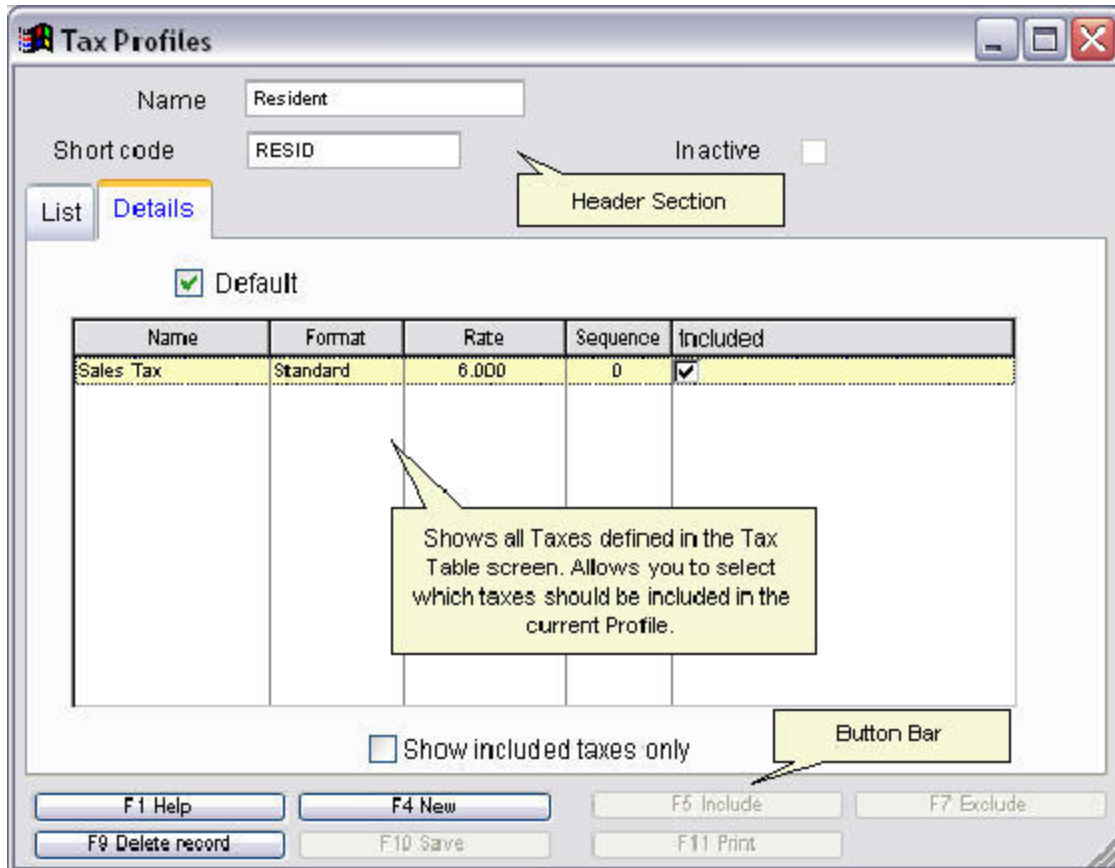 Tax Profiles
Name Resident
Short code RESID Inactive
Header Section
List Details
Default
Name Format Rate Sequence Included
Sales Tax Standard 6.000 0
Shows all Taxes defined in the Tax
Table screen. Allows you to select
which taxes should be included in the
current Profile.
Show included taxes only
Button Bar
F1 Help F4 New F5 Include F7 Exclude
F9 Delete record F10 Save F11 Print